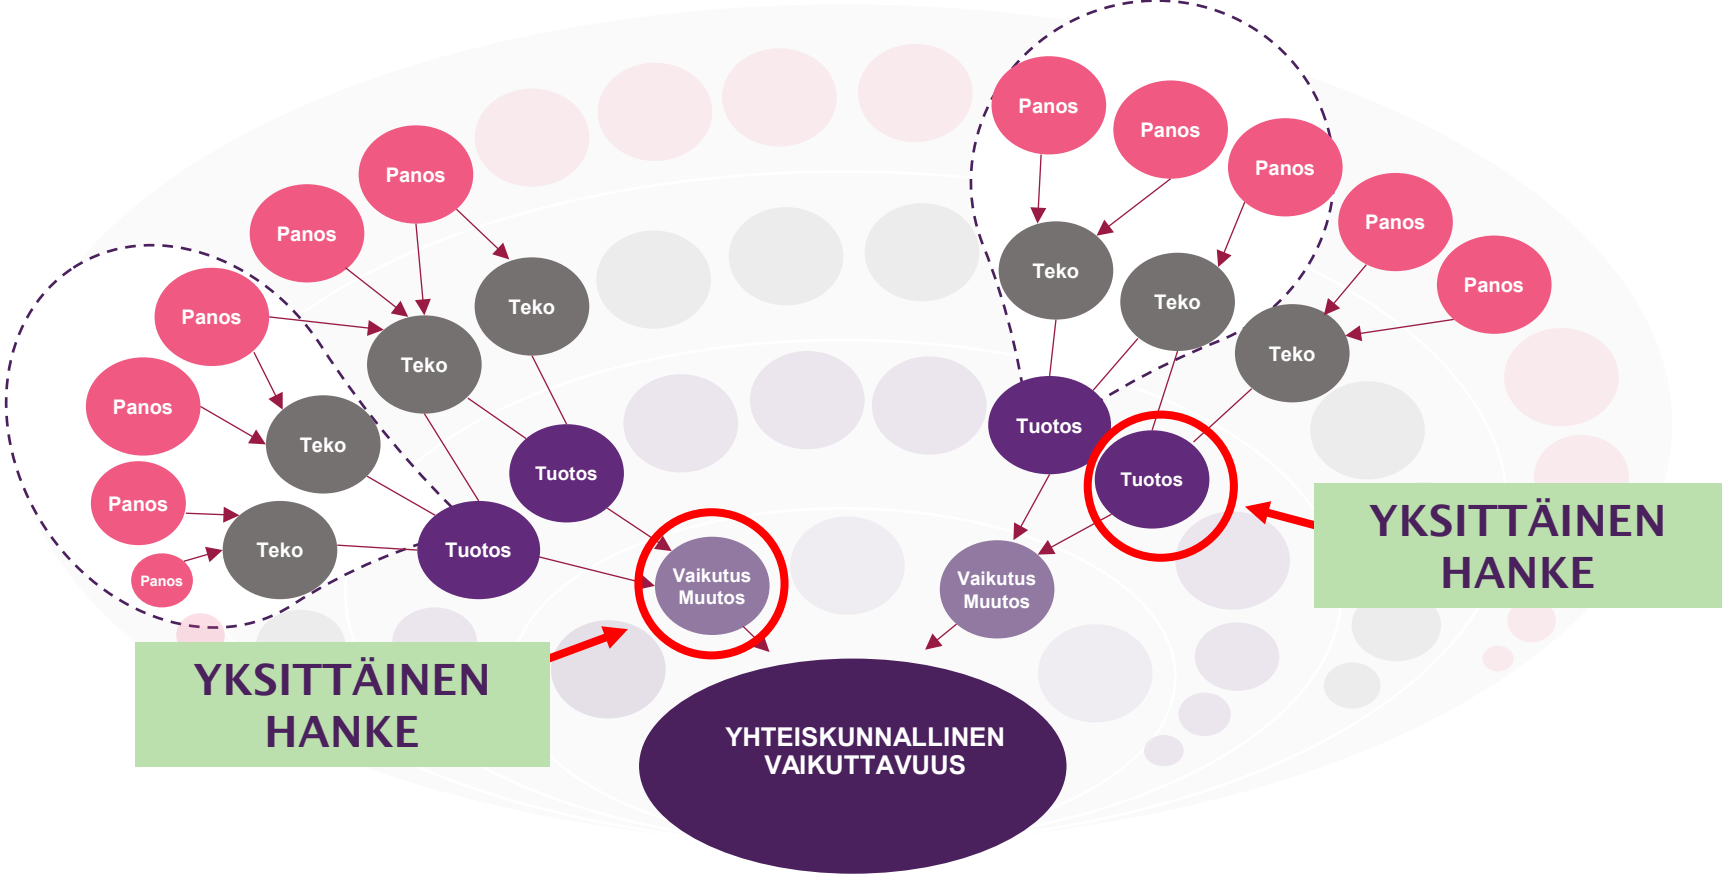 Panos
Panos
Panos
Panos
Panos
Panos
Teko
Teko
Teko
Teko
Tuotos
Tuotos
Vaikutus
Muutos
YKSITTÄINEN
HANKE
Panos
Panos
Panos
Panos
Panos
Teko
Teko
Teko
Tuotos
Tuotos
Vaikutus
Muutos
YKSITTÄINEN
HANKE
YHTEISKUNNALLINEN
VAIKUTTAVUUS